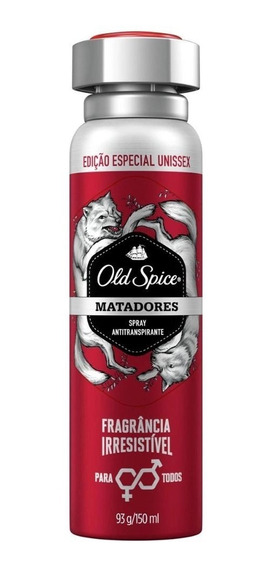 EDIÇÃO ESPECIAL UNISSEX
Old Spice®
MATADORES
SPRAY
ANTITRANSPIRANTE
FRAGRÂNCIA
IRRESISTÍVEL
PARA TODOS
93 g/150 ml